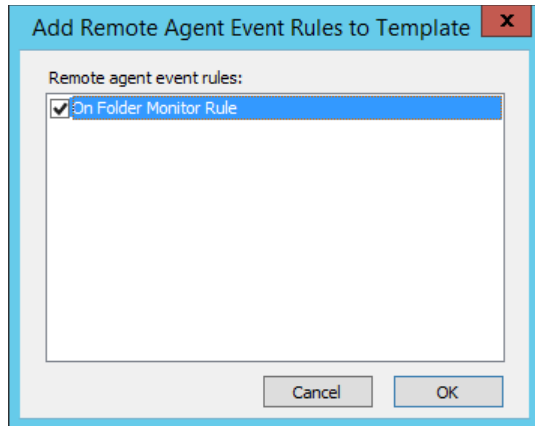 Add Remote Agent Event Rules to Template x
Remote agent event rules:
On Folder Monitor Rule
Cancel OK